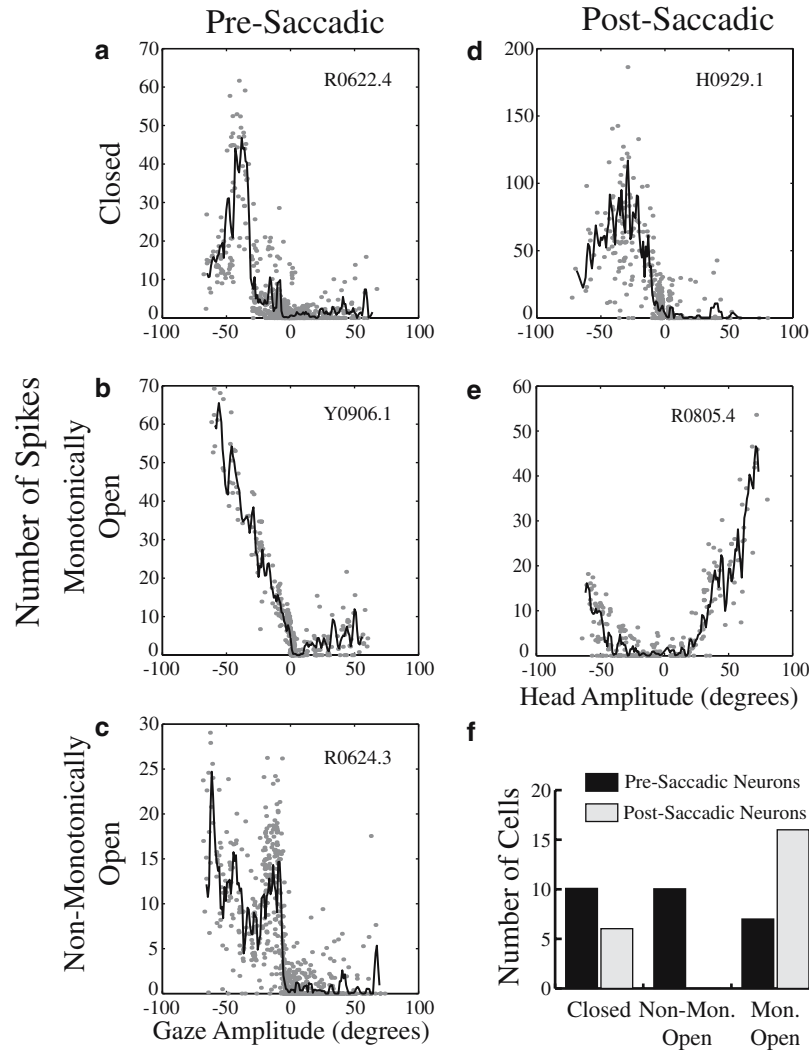 Pre-Saccadic
Post-Saccadic
Number of Spikes
Closed
Monotonically
Open
Non-Monotonically
Open
a
R0622.4
70
60
50
40
30
20
10
0
-100 -50 0 50 100
d
H0929.1
200
150
100
50
0
-100 -50 0 50 100
b
Y0906.1
70
60
50
40
30
20
10
0
-100 -50 0 50 100
e
R0805.4
60
50
40
30
20
10
0
-100 -50 0 50 100
Head Amplitude (degrees)
c
R0624.3
30
25
20
15
10
5
0
-100 -50 0 50 100
Gaze Amplitude (degrees)
f
Pre-Saccadic Neurons
Post-Saccadic Neurons
Number of Cells
20
15
10
5
0
Closed Non-Mon. Mon.
Open Open